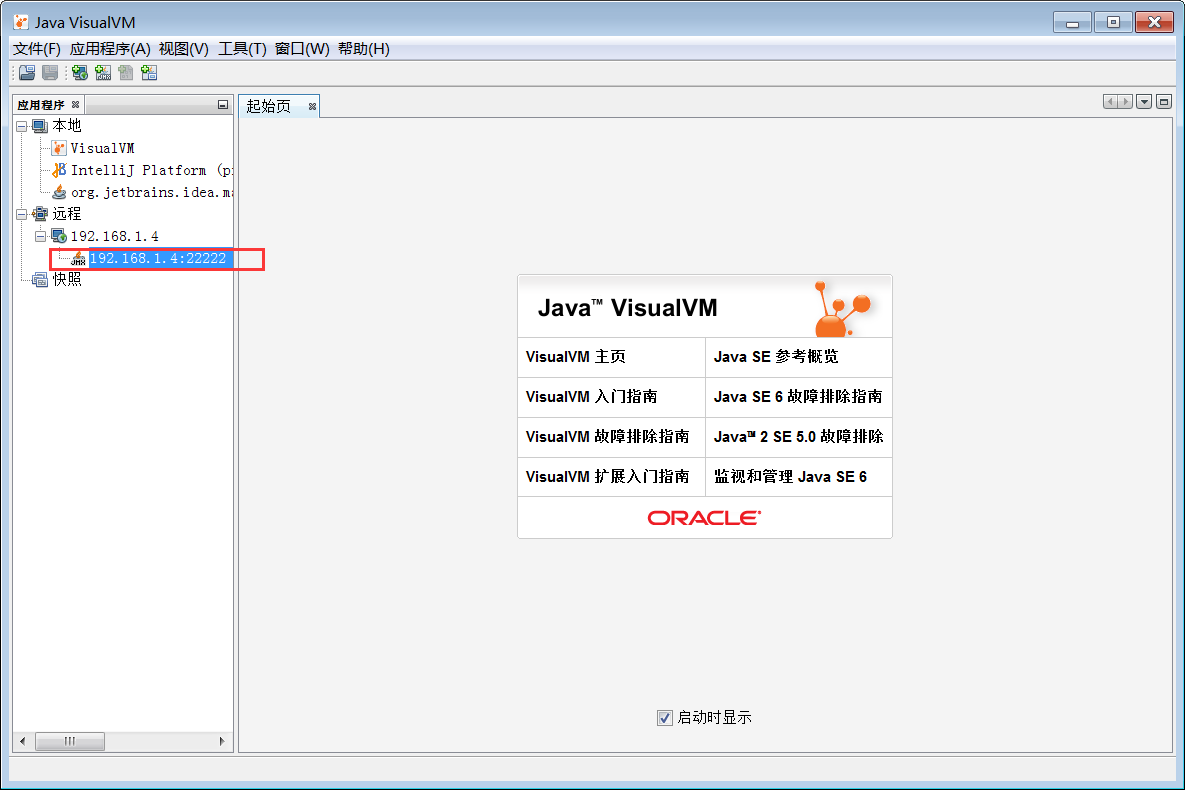 Java VisualVM
文件(F) 应用程序(A) 视图(V) 工具(T) 窗口(W) 帮助(H)
应用程序
起始页
本地
VisualVM
IntelliJ Platform (p
org.jetbrains.idea.m
远程
192.168.1.4
JMX 192.168.1.4:22222
快照
Java™ VisualVM
VisualVM 主页
Java SE 参考概览
VisualVM 入门指南
Java SE 6 故障排除指南
VisualVM 故障排除指南
Java™ 2 SE 5.0 故障排除
VisualVM 扩展入门指南
监视和管理 Java SE 6
ORACLE
启动时显示